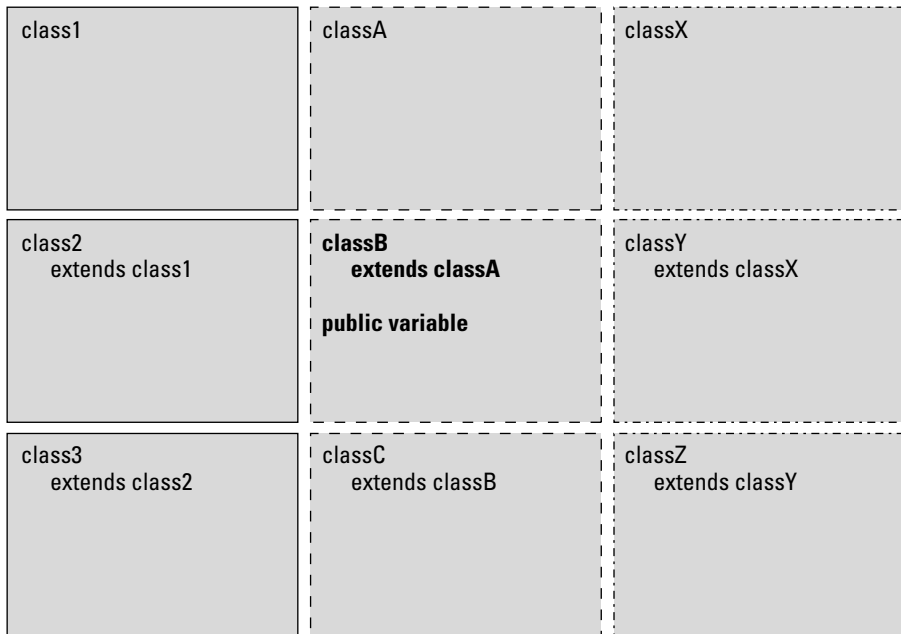 class1
classA
classX
class2
extends class1
classB
extends classA
public variable
classY
extends classX
class3
extends class2
classC
extends classB
classZ
extends classY